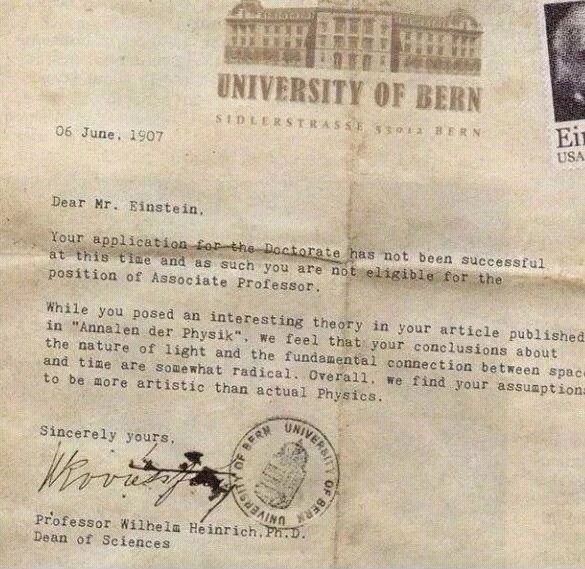 UNIVERSITY OF BERN
SIDLERSTRASSE 53012 BERN
Ein
USA
06 June, 1907
Dear Mr. Einstein,
Your application for the Doctorate has not been successful
at this time and as such you are not eligible for the
position of Associate Professor.
While you posed an interesting theory in your article published
in "Annalen der Physik", we feel that your conclusions about
the nature of light and the fundamental connection between space
and time are somewhat radical. Overall, we find your assumptiona
to be more artistic than actual Physics.
Sincerely yours,
UNIVERSITY OF BERN UNIVERSITY OF BERN
Professor Wilhelm Heinrich, Ph.D.
Dean of Sciences